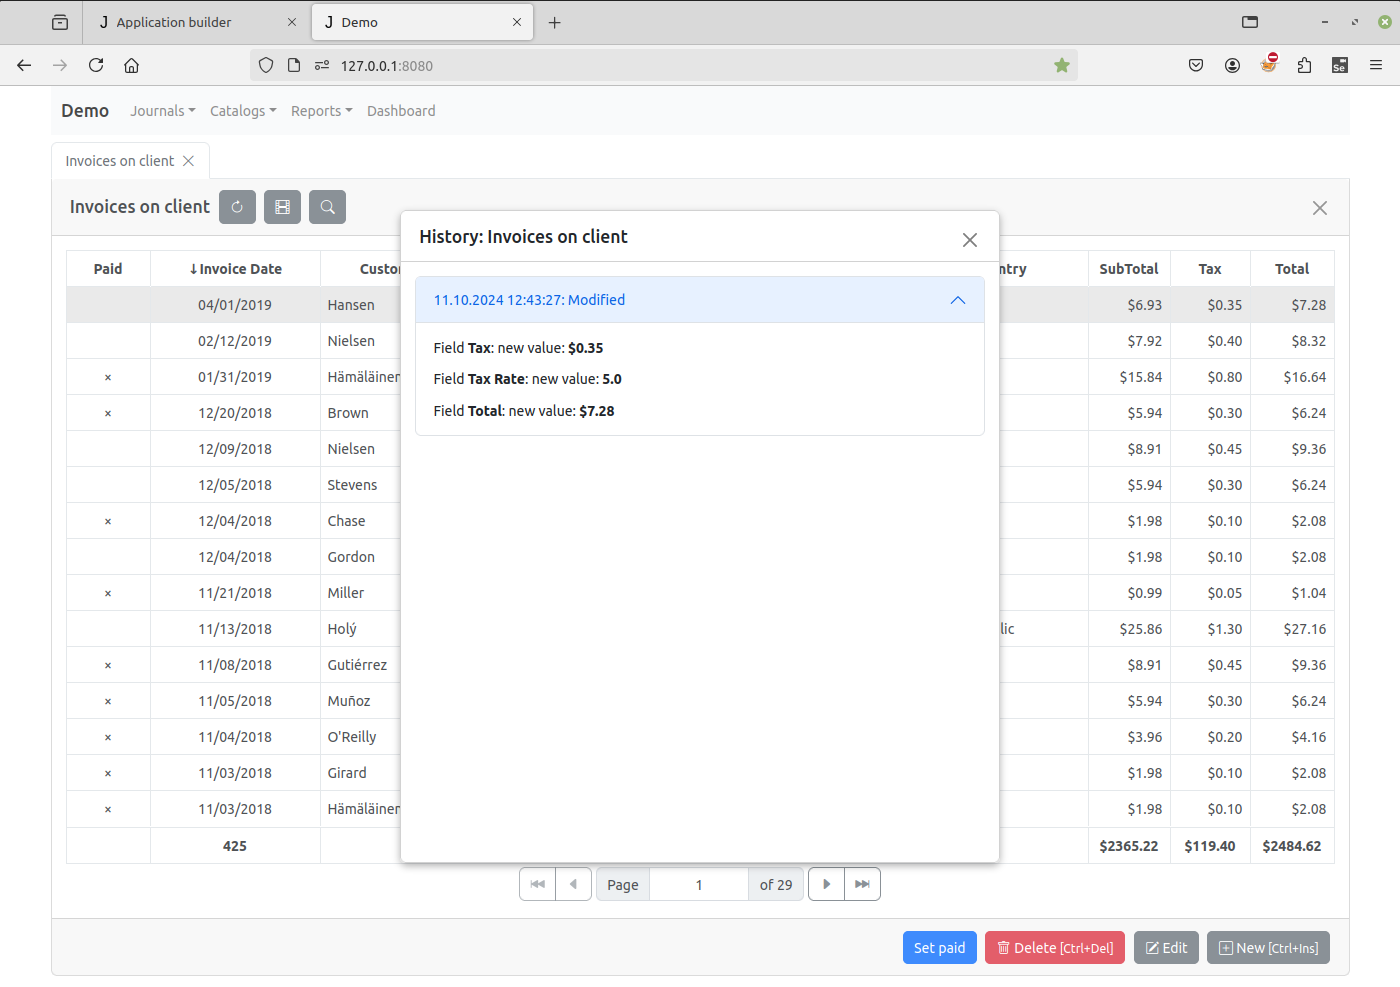 Application builder
Demo
127.0.0.1:8080
Demo Journals Catalogs Reports Dashboard
Invoices on client
Invoices on client
History: Invoices on client
11.10.2024 12:43:27: Modified
Field Tax: new value: $0.35
Field Tax Rate: new value: 5.0
Field Total: new value: $7.28
Paid ↓Invoice Date Custo ntry SubTotal Tax Total
04/01/2019 Hansen $6.93 $0.35 $7.28
02/12/2019 Nielsen $7.92 $0.40 $8.32
× 01/31/2019 Hämäläinen $15.84 $0.80 $16.64
× 12/20/2018 Brown $5.94 $0.30 $6.24
12/09/2018 Nielsen $8.91 $0.45 $9.36
12/05/2018 Stevens $5.94 $0.30 $6.24
× 12/04/2018 Chase $1.98 $0.10 $2.08
12/04/2018 Gordon $1.98 $0.10 $2.08
× 11/21/2018 Miller $0.99 $0.05 $1.04
11/13/2018 Holý lic $25.86 $1.30 $27.16
× 11/08/2018 Gutiérrez $8.91 $0.45 $9.36
× 11/05/2018 Muñoz $5.94 $0.30 $6.24
× 11/04/2018 O'Reilly $3.96 $0.20 $4.16
× 11/03/2018 Girard $1.98 $0.10 $2.08
× 11/03/2018 Hämäläinen $1.98 $0.10 $2.08
425 $2365.22 $119.40 $2484.62
Page 1 of 29
Set paid Delete [Ctrl+Del] Edit New [Ctrl+Ins]